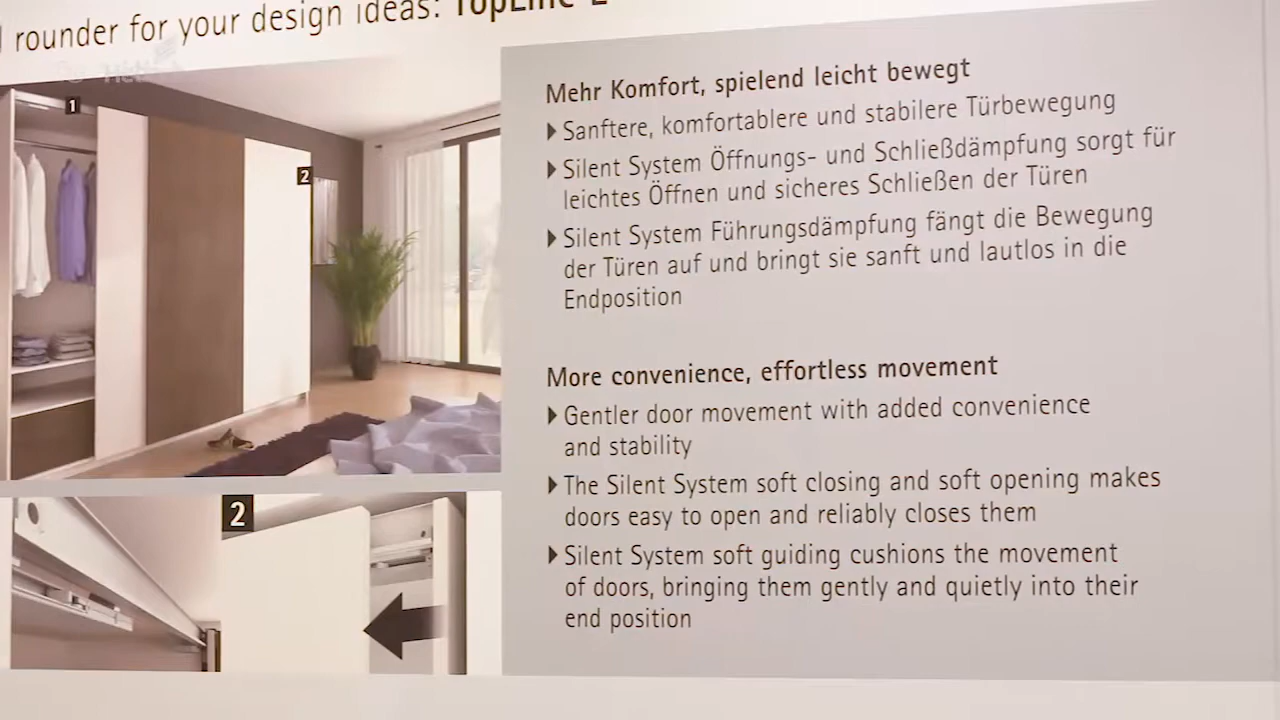 rounder for your design ideas: TopLine L
1
2
2
Mehr Komfort, spielend leicht bewegt
Sanftere, komfortablere und stabilere Türbewegung
Silent System Öffnungs- und Schließdämpfung sorgt für
leichtes Öffnen und sicheres Schließen der Türen
Silent System Führungsdämpfung fängt die Bewegung
der Türen auf und bringt sie sanft und lautlos in die
Endposition
More convenience, effortless movement
Gentler door movement with added convenience
and stability
The Silent System soft closing and soft opening makes
doors easy to open and reliably closes them
Silent System soft guiding cushions the movement
of doors, bringing them gently and quietly into their
end position